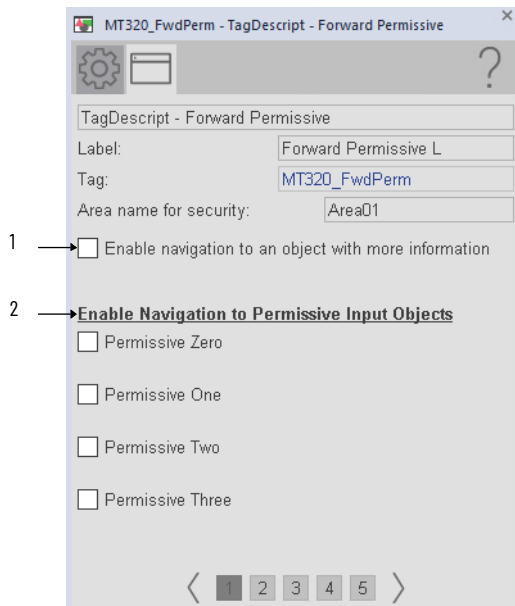 MT320_FwdPerm - TagDescript - Forward Permissive ×
?
TagDescript - Forward Permissive
Label: Forward Permissive L
Tag: MT320_FwdPerm
Area name for security: Area01
1 Enable navigation to an object with more information
2 Enable Navigation to Permissive Input Objects
Permissive Zero
Permissive One
Permissive Two
Permissive Three
1 2 3 4 5